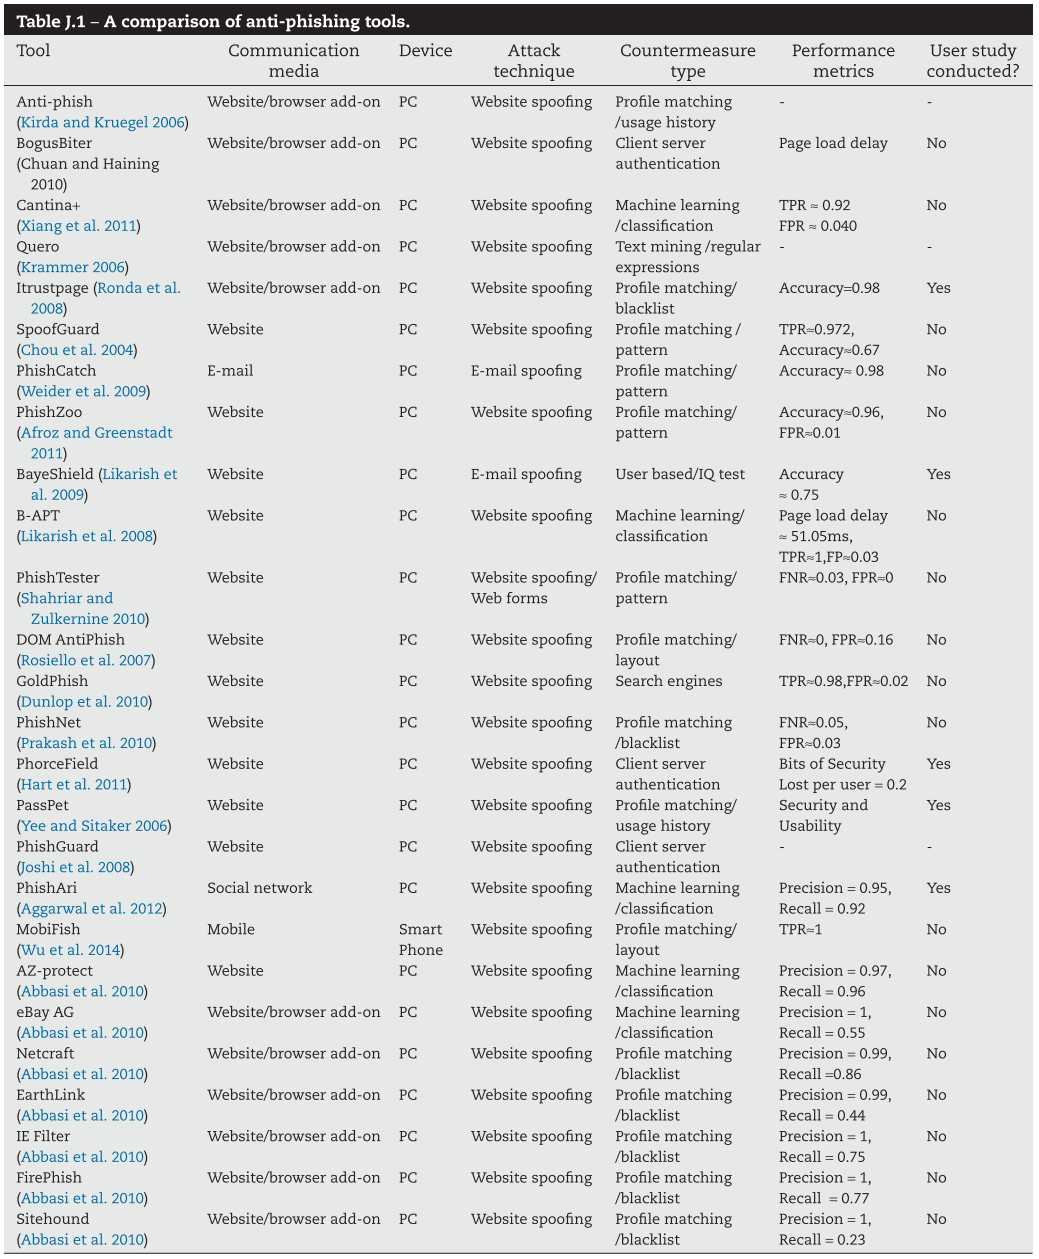 Table J.1 – A comparison of anti-phishing tools.
Tool Communication Device Attack Countermeasure Performance User study
media technique type metrics conducted?
Anti-phish Website/browser add-on PC Website spoofing Profile matching - -
(Kirda and Kruegel 2006) /usage history
BogusBiter Website/browser add-on PC Website spoofing Client server Page load delay No
(Chuan and Haining authentication
2010)
Cantina+ Website/browser add-on PC Website spoofing Machine learning TPR ≈ 0.92 No
(Xiang et al. 2011) /classification FPR ≈ 0.040
Quero Website/browser add-on PC Website spoofing Text mining /regular - -
(Krammer 2006) expressions
Itrustpage (Ronda et al. Website/browser add-on PC Website spoofing Profile matching/ Accuracy=0.98 Yes
2008) blacklist
SpoofGuard Website PC Website spoofing Profile matching / TPR≈0.972, No
(Chou et al. 2004) pattern Accuracy≈0.67
PhishCatch E-mail PC E-mail spoofing Profile matching/ Accuracy≈ 0.98 No
(Weider et al. 2009) pattern
PhishZoo Website PC Website spoofing Profile matching/ Accuracy≈0.96, No
(Afroz and Greenstadt pattern FPR≈0.01
2011)
BayeShield (Likarish et Website PC E-mail spoofing User based/IQ test Accuracy Yes
al. 2009) ≈ 0.75
B-APT Website PC Website spoofing Machine learning/ Page load delay No
(Likarish et al. 2008) classification ≈ 51.05ms,
TPR≈1,FP≈0.03
PhishTester Website PC Website spoofing/ Profile matching/ FNR≈0.03, FPR≈0 No
(Shahriar and Web forms pattern
Zulkernine 2010)
DOM AntiPhish Website PC Website spoofing Profile matching/ FNR≈0, FPR≈0.16 No
(Rosiello et al. 2007) layout
GoldPhish Website PC Website spoofing Search engines TPR≈0.98,FPR≈0.02 No
(Dunlop et al. 2010)
PhishNet Website PC Website spoofing Profile matching FNR≈0.05, No
(Prakash et al. 2010) /blacklist FPR≈0.03
PhorceField Website PC Website spoofing Client server Bits of Security Yes
(Hart et al. 2011) authentication Lost per user = 0.2
PassPet Website PC Website spoofing Profile matching/ Security and Yes
(Yee and Sitaker 2006) usage history Usability
PhishGuard Website PC Website spoofing Client server - -
(Joshi et al. 2008) authentication
PhishAri Social network PC Website spoofing Machine learning Precision = 0.95, Yes
(Aggarwal et al. 2012) /classification Recall = 0.92
MobiFish Mobile Smart Website spoofing Profile matching/ TPR≈1 No
(Wu et al. 2014) Phone layout
AZ-protect Website PC Website spoofing Machine learning Precision = 0.97, No
(Abbasi et al. 2010) /classification Recall = 0.96
eBay AG Website/browser add-on PC Website spoofing Machine learning Precision = 1, No
(Abbasi et al. 2010) /classification Recall = 0.55
Netcraft Website/browser add-on PC Website spoofing Profile matching Precision = 0.99, No
(Abbasi et al. 2010) /blacklist Recall =0.86
EarthLink Website/browser add-on PC Website spoofing Profile matching Precision = 0.99, No
(Abbasi et al. 2010) /blacklist Recall = 0.44
IE Filter Website/browser add-on PC Website spoofing Profile matching Precision = 1, No
(Abbasi et al. 2010) /blacklist Recall = 0.75
FirePhish Website/browser add-on PC Website spoofing Profile matching Precision = 1, No
(Abbasi et al. 2010) /blacklist Recall = 0.77
Sitehound Website/browser add-on PC Website spoofing Profile matching Precision = 1, No
(Abbasi et al. 2010) /blacklist Recall = 0.23